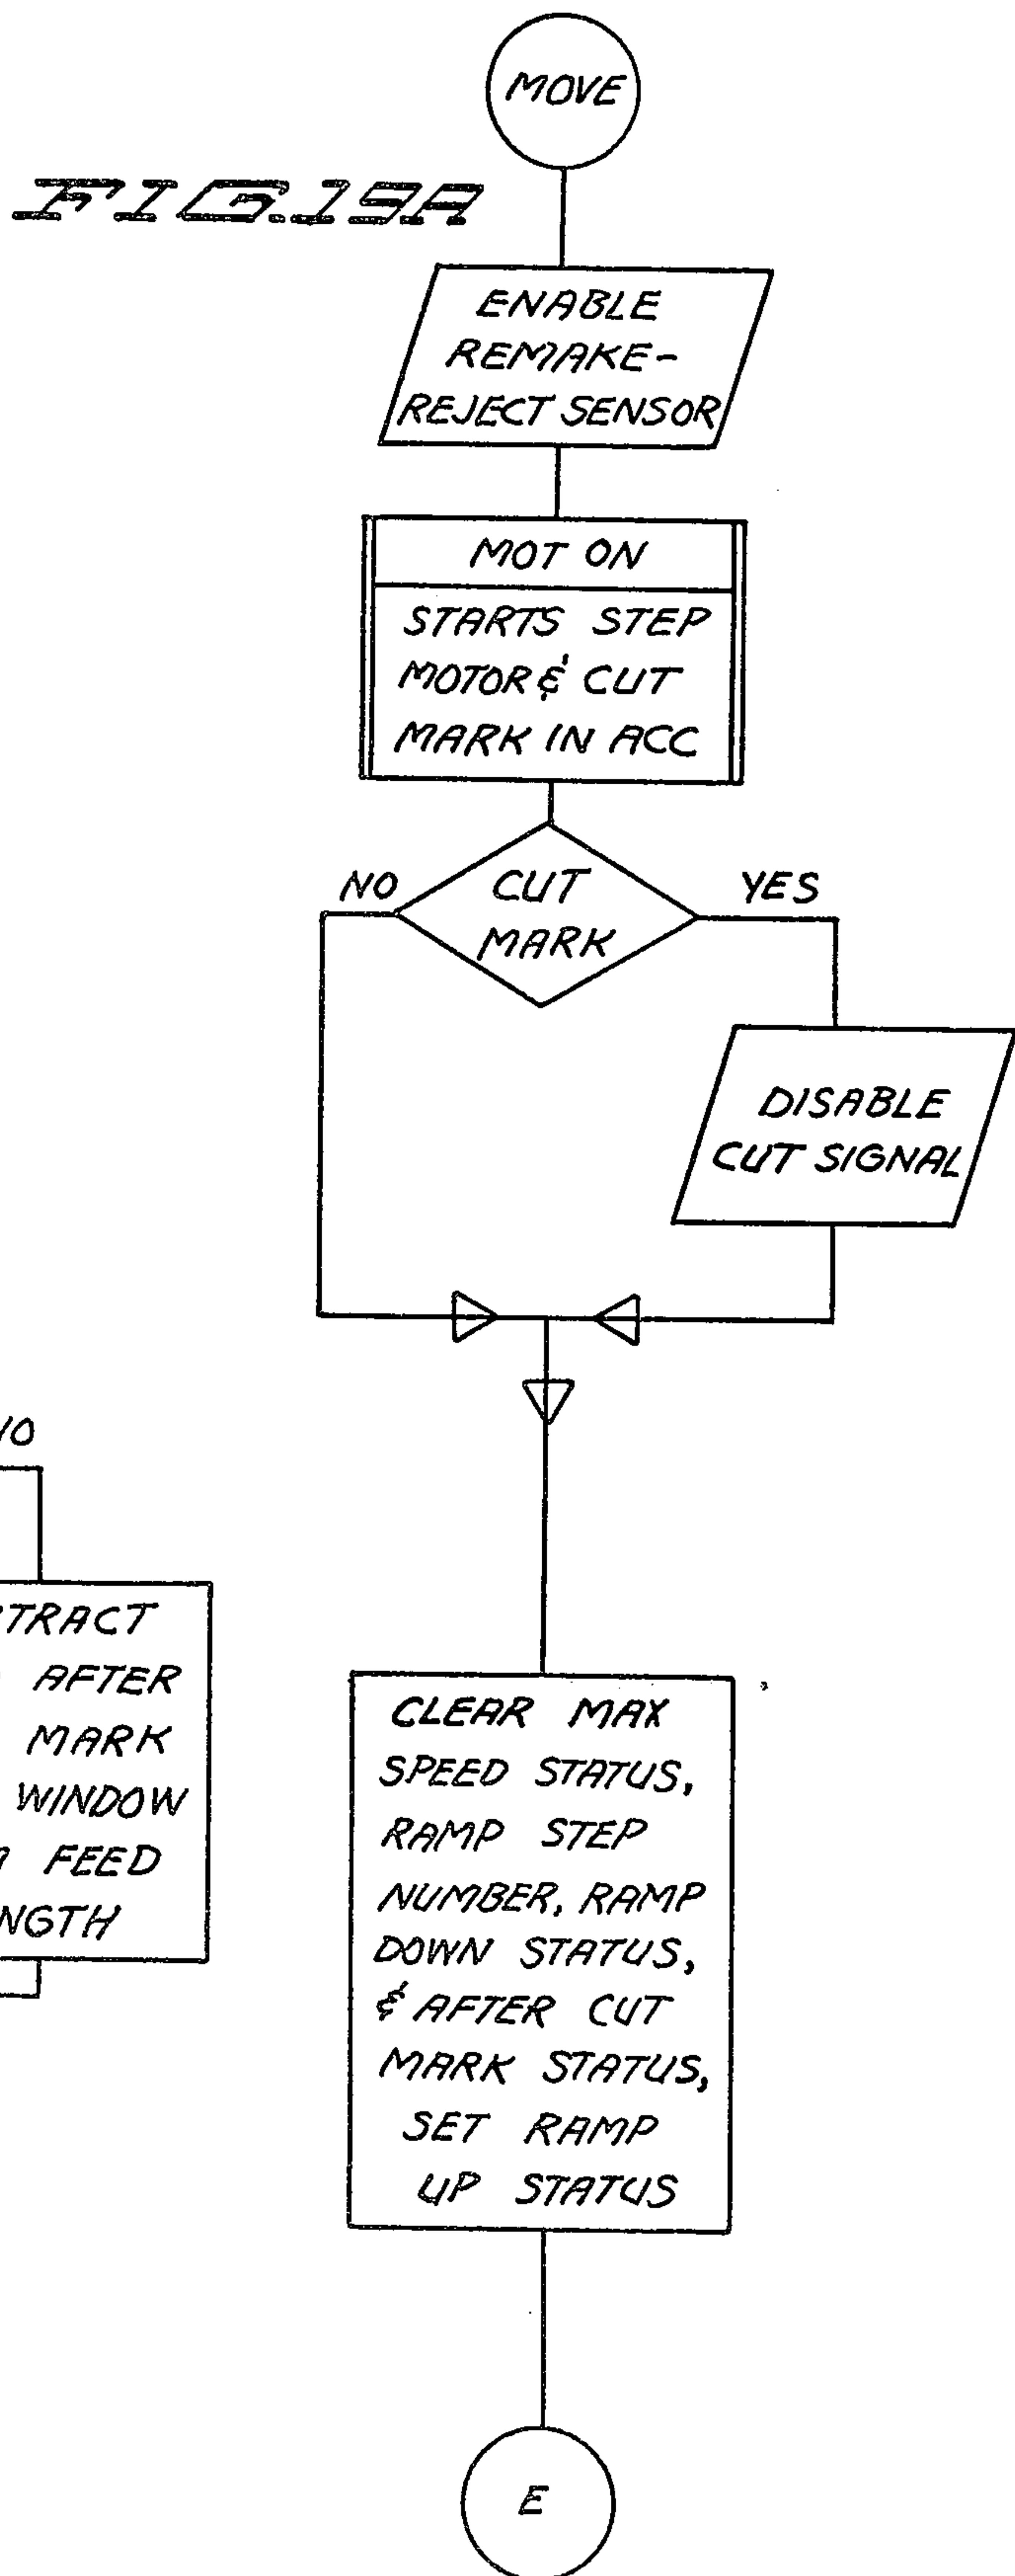 MOVE
FIG. 19A
ENABLE
REMAKE-
REJECT SENSOR
MOT ON
STARTS STEP
MOTOR & CUT
MARK IN ACC
NO
CUT
MARK
YES
DISABLE
CUT SIGNAL
TRACT
AFTER
MARK
WINDOW
FEED
NGTH
CLEAR MAX
SPEED STATUS,
RAMP STEP
NUMBER, RAMP
DOWN STATUS,
& AFTER CUT
MARK STATUS,
SET RAMP
UP STATUS
E